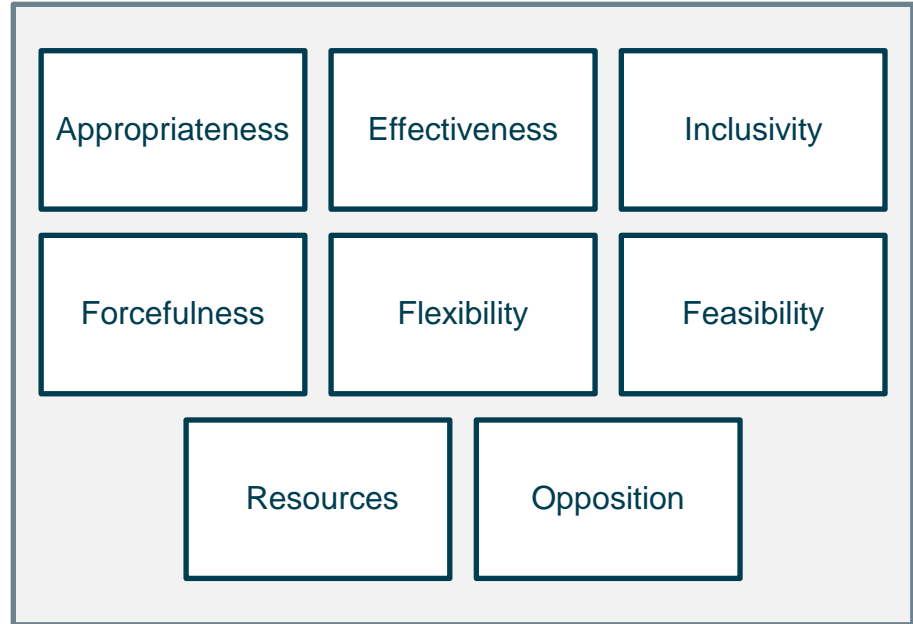 Appropriateness
Effectiveness
Inclusivity
Forcefulness
Flexibility
Feasibility
Resources
Opposition